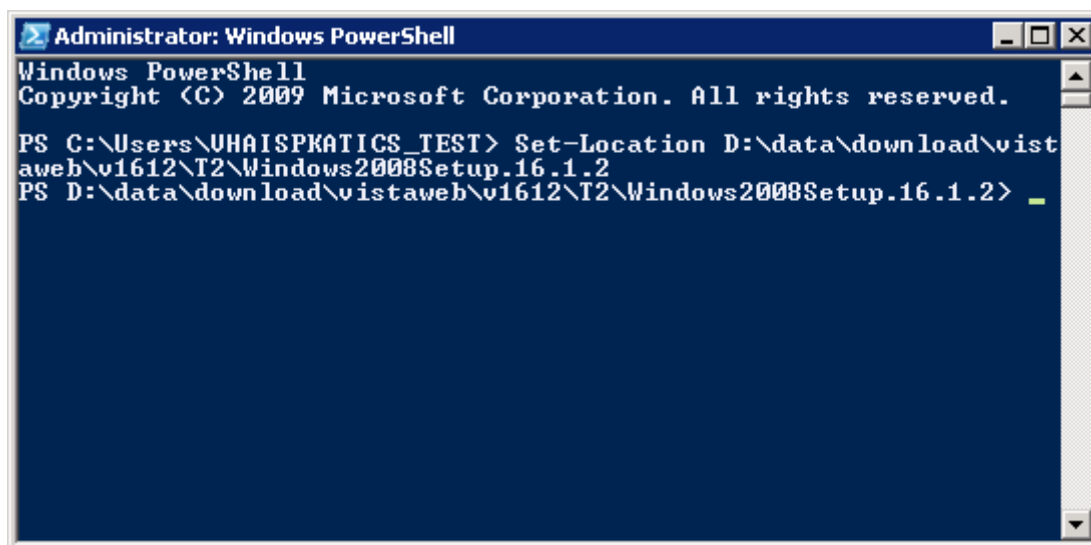 Administrator: Windows PowerShell
Windows PowerShell
Copyright (C) 2009 Microsoft Corporation. All rights reserved.
PS C:\Users\VHAISPKATICS_TEST> Set-Location D:\data\download\vist
aweb\v1612\T2\Windows2008Setup.16.1.2
PS D:\data\download\vistaweb\v1612\T2\Windows2008Setup.16.1.2>